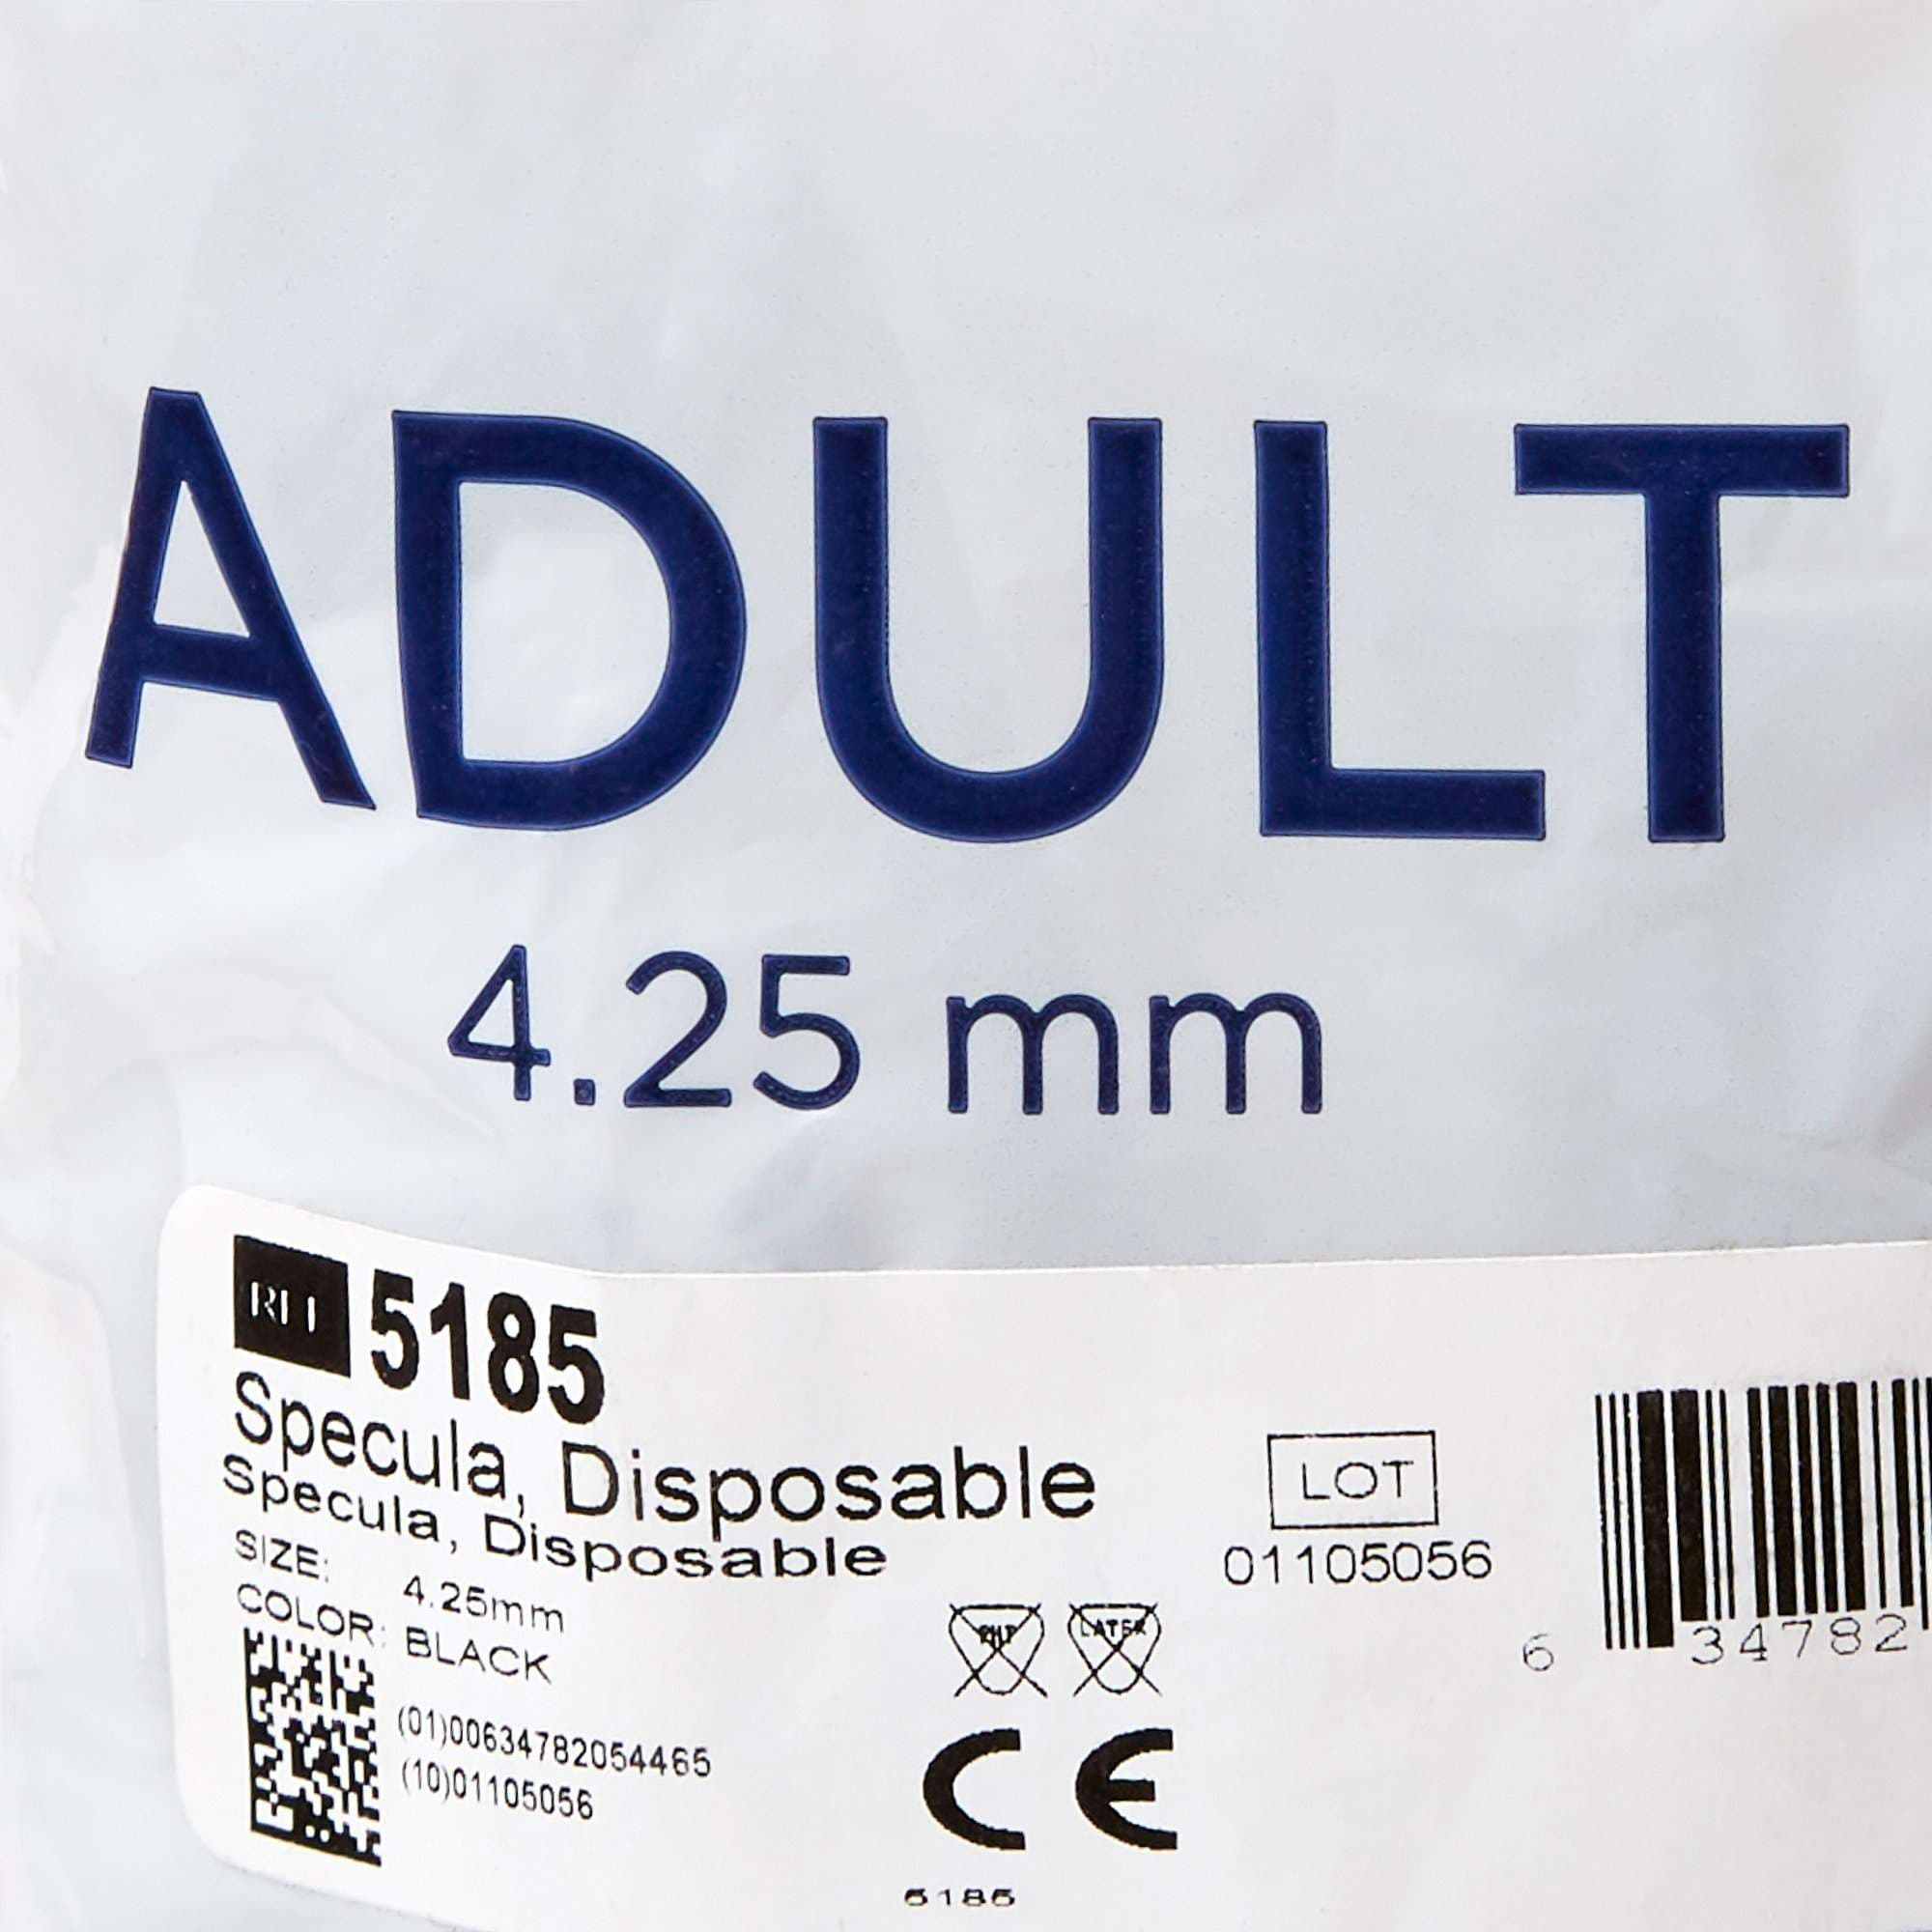 ADULT
4.25 mm
5185
Specula, Disposable
Specula, Disposable
SIZE: 4.25mm
COLOR: BLACK
(01)00634782054465
(10)01105056
LATEX
LOT
01105056
6 34782
CE
5185